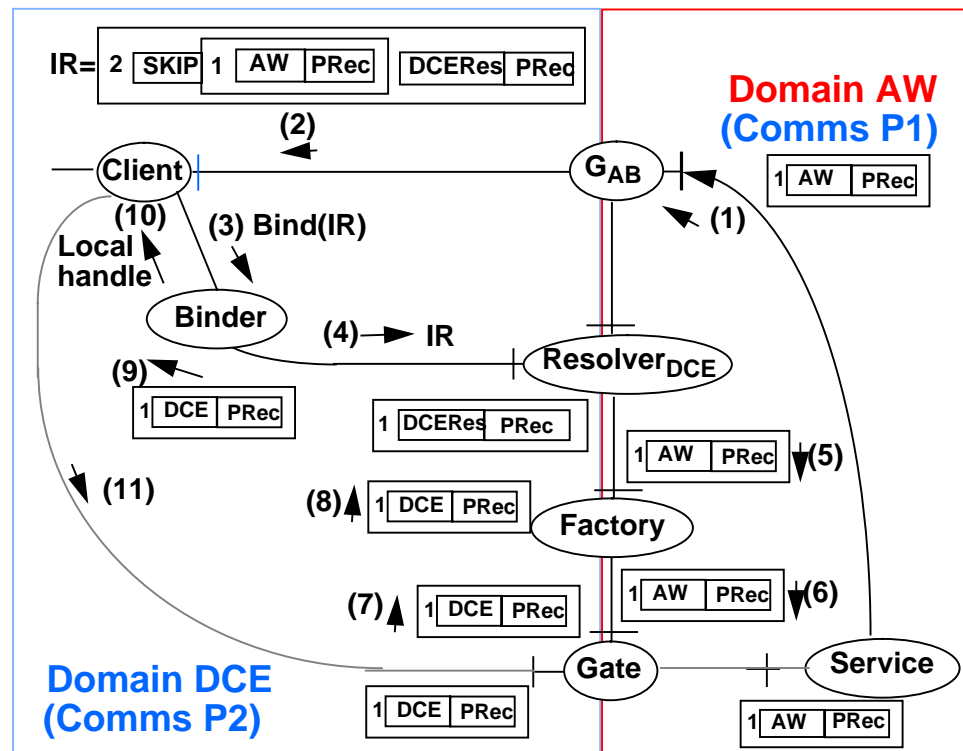 IR= 2 SKIP 1 AW PRec DCERes PRec
Domain AW
(Comms P1)
1 AW PRec
(2)
Client
GAB
(1)
(10)
(3) Bind(IR)
Local
handle
Binder
(4) IR
ResolverDCE
(9)
1 DCE PRec
1 DCERes PRec
1 AW PRec (5)
(11)
(8) 1 DCE PRec
Factory
(7) 1 DCE PRec
1 AW PRec (6)
Gate
Service
Domain DCE
(Comms P2)
1 DCE PRec
1 AW PRec